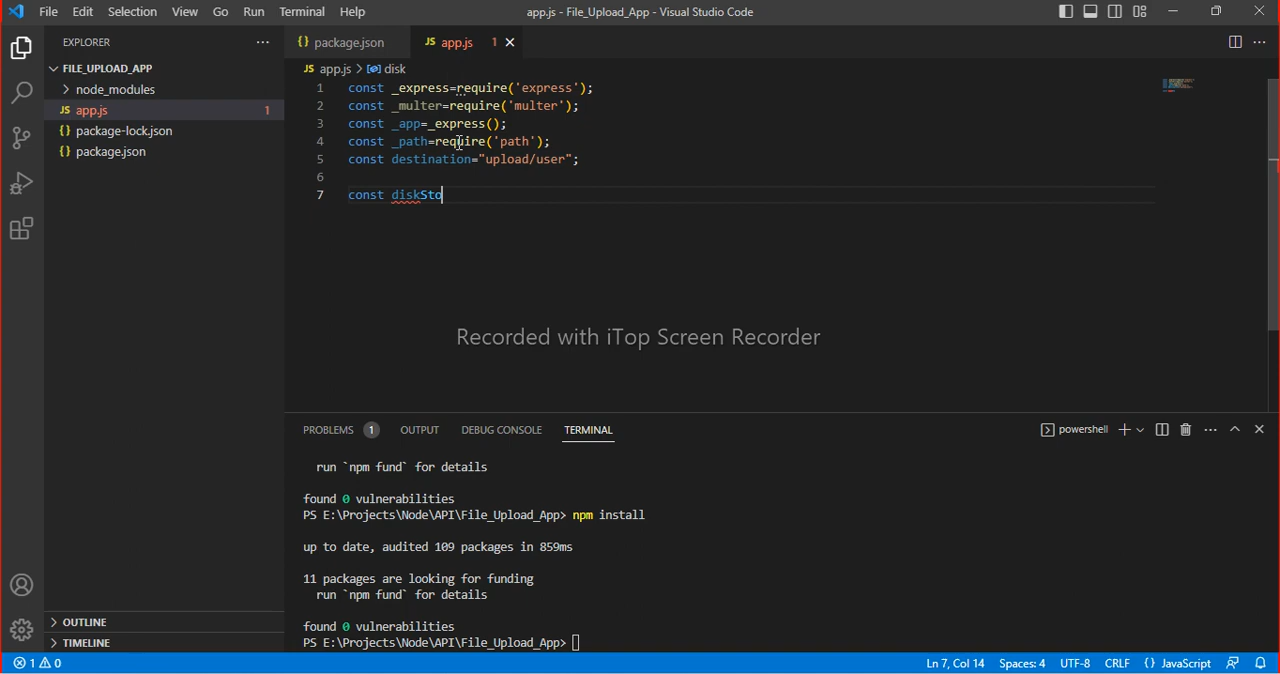 File Edit Selection View Go Run Terminal Help
app.js - File_Upload_App - Visual Studio Code
EXPLORER
FILE_UPLOAD_APP
node_modules
JS app.js 1
{} package-lock.json
{} package.json
OUTLINE
TIMELINE
{} package.json
JS app.js 1
JS app.js > disk
1 const _express=require('express');
2 const _multer=require('multer');
3 const _app=_express();
4 const _path=require('path');
5 const destination="upload/user";
6
7 const diskSto
Recorded with iTop Screen Recorder
PROBLEMS 1 OUTPUT DEBUG CONSOLE TERMINAL
powershell
run `npm fund` for details
found 0 vulnerabilities
PS E:\Projects\Node\API\File_Upload_App> npm install
up to date, audited 109 packages in 859ms
11 packages are looking for funding
run `npm fund` for details
found 0 vulnerabilities
PS E:\Projects\Node\API\File_Upload_App>
1 0
Ln 7, Col 14 Spaces: 4 UTF-8 CRLF {} JavaScript